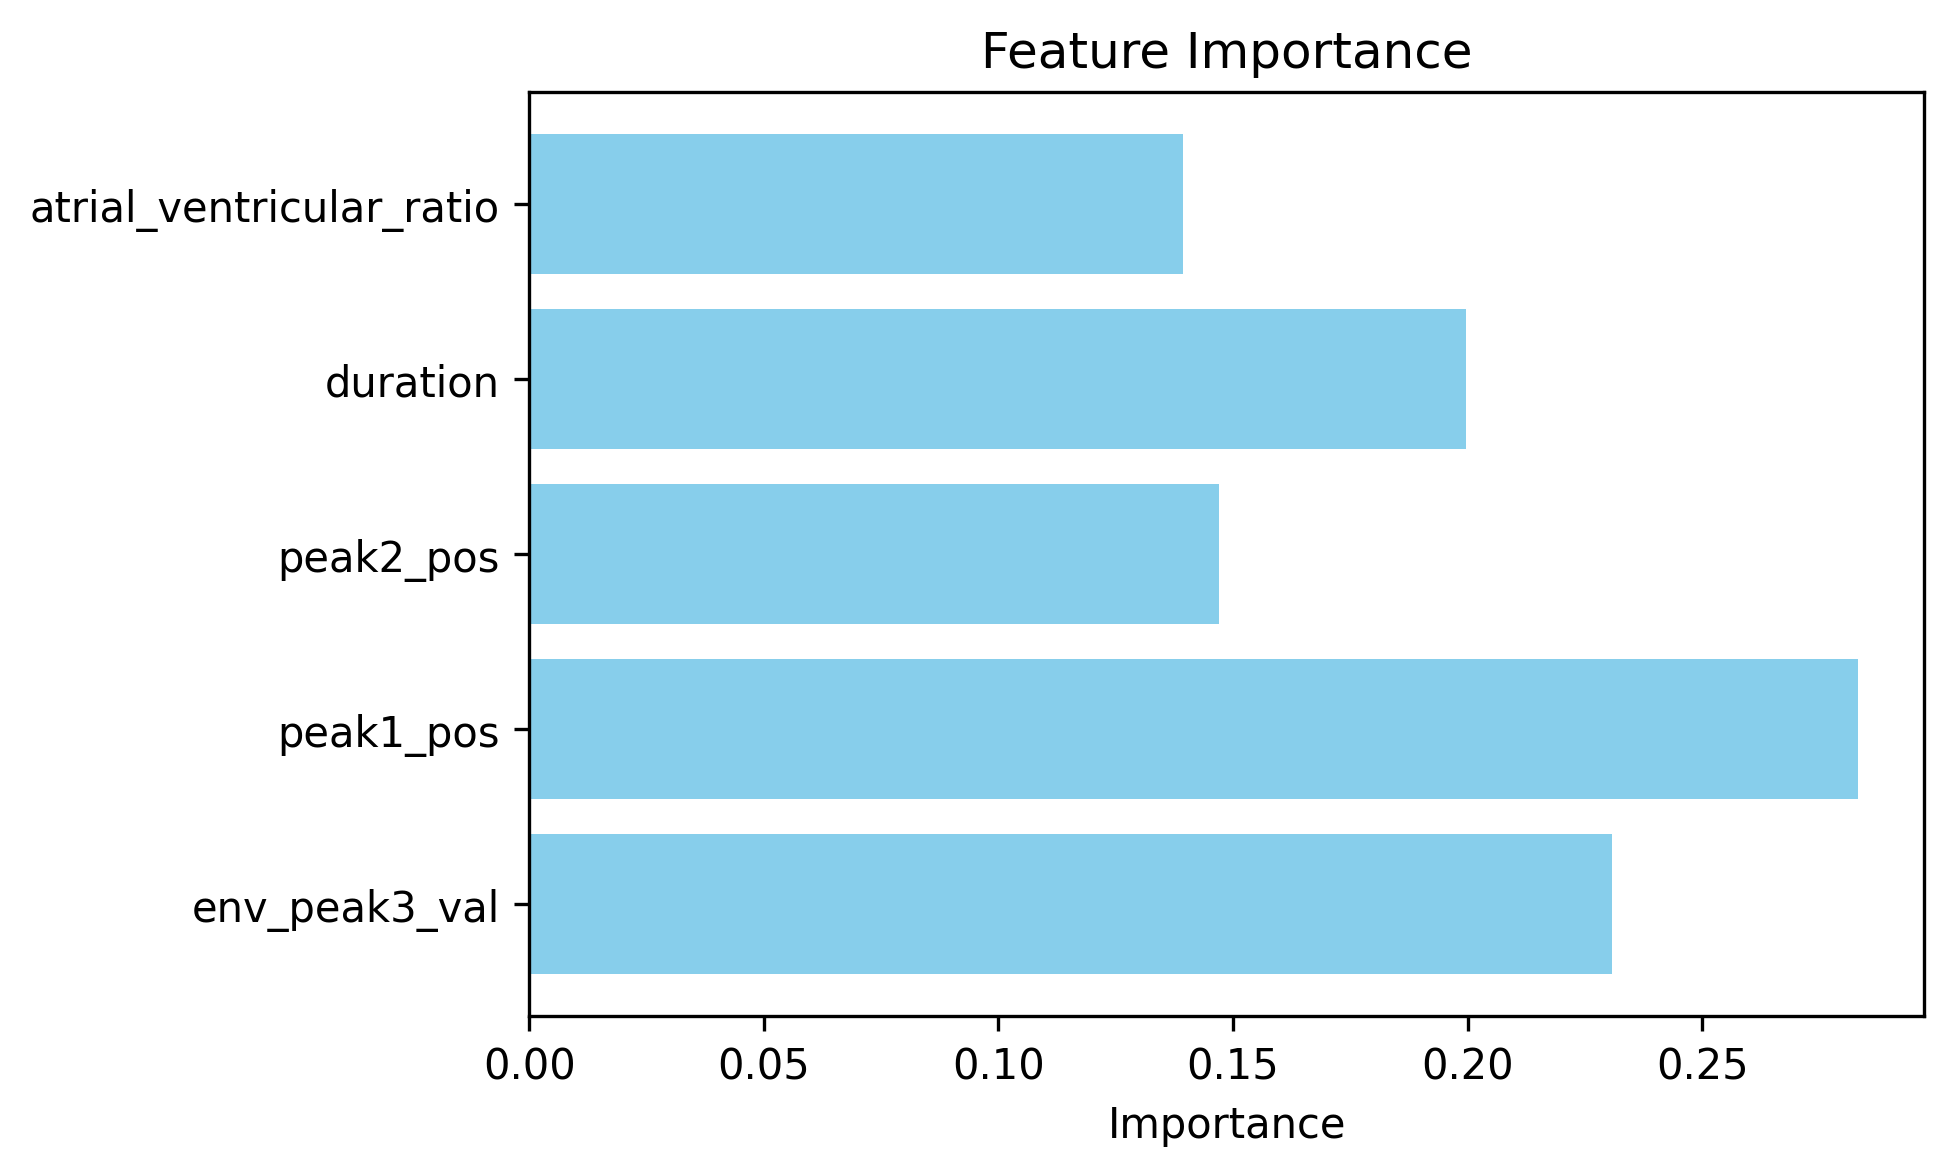 Feature Importance
atrial_ventricular_ratio
duration
peak2_pos
peak1_pos
env_peak3_val
0.00 0.05 0.10 0.15 0.20 0.25
Importance